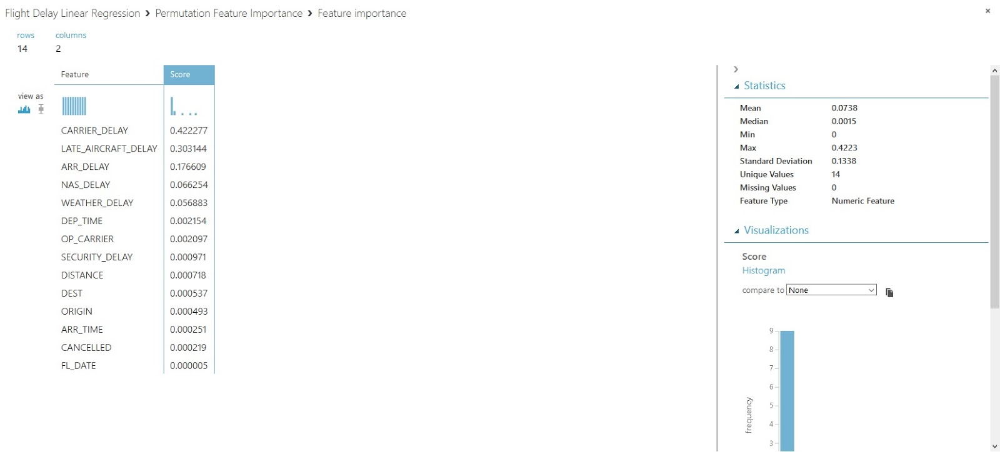 Flight Delay Linear Regression › Permutation Feature Importance › Feature importance
rows columns
14 2
Feature Score
view as
CARRIER_DELAY 0.422277
LATE_AIRCRAFT_DELAY 0.303144
ARR_DELAY 0.176609
NAS_DELAY 0.066254
WEATHER_DELAY 0.056883
DEP_TIME 0.002154
OP_CARRIER 0.002097
SECURITY_DELAY 0.000971
DISTANCE 0.000718
DEST 0.000537
ORIGIN 0.000493
ARR_TIME 0.000251
CANCELLED 0.000219
FL_DATE 0.000005
Statistics
Mean 0.0738
Median 0.0015
Min 0
Max 0.4223
Standard Deviation 0.1338
Unique Values 14
Missing Values 0
Feature Type Numeric Feature
Visualizations
Score
Histogram
compare to None
9
8
7
6
5
4
3
frequency